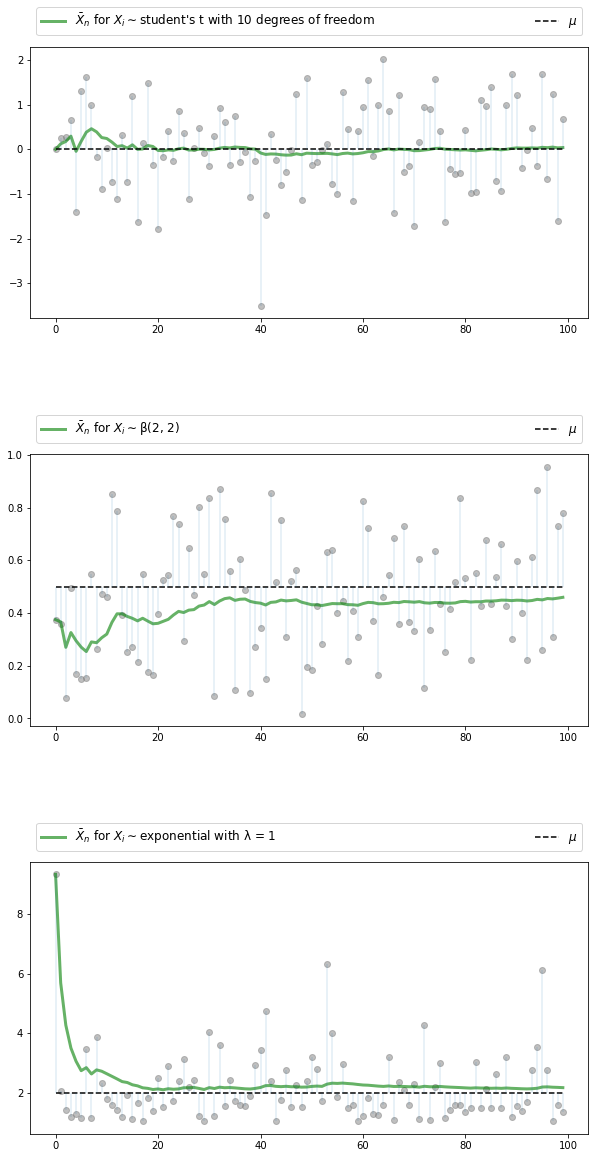 X̄ₙ for Xᵢ ∼ student's t with 10 degrees of freedom μ
2
1
0
−1
−2
−3
0 20 40 60 80 100
X̄ₙ for Xᵢ ∼ β(2, 2) μ
1.0
0.8
0.6
0.4
0.2
0.0
0 20 40 60 80 100
X̄ₙ for Xᵢ ∼ exponential with λ = 1 μ
8
6
4
2
0 20 40 60 80 100